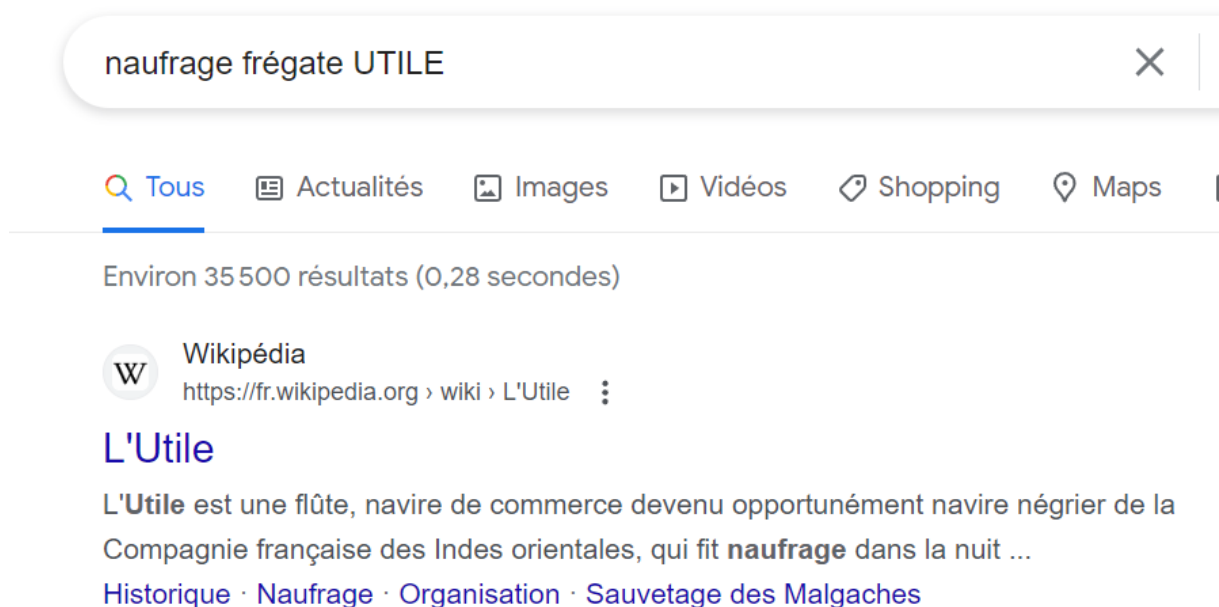 naufrage frégate UTILE
Tous Actualités Images Vidéos Shopping Maps
Environ 35 500 résultats (0,28 secondes)
W
Wikipédia
https://fr.wikipedia.org › wiki › L'Utile
L'Utile
L'Utile est une flûte, navire de commerce devenu opportunément navire négrier de la
Compagnie française des Indes orientales, qui fit naufrage dans la nuit ...
Historique · Naufrage · Organisation · Sauvetage des Malgaches